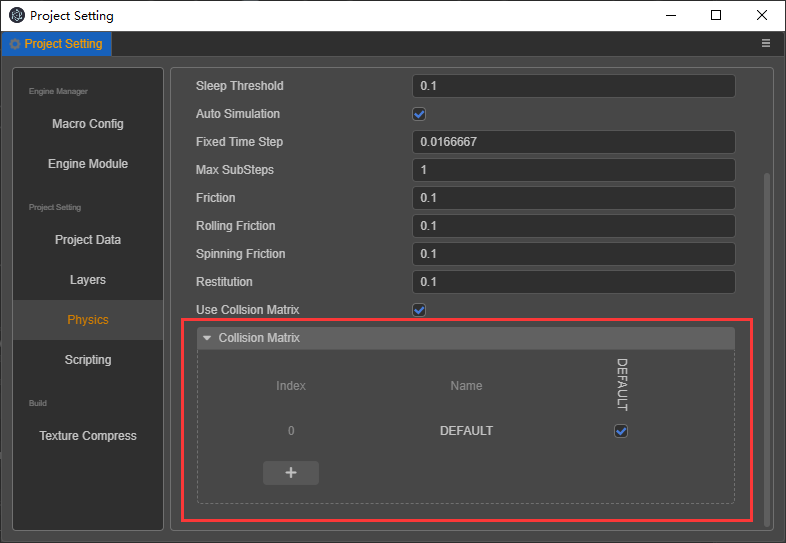 Project Setting
Project Setting
Engine Manager
Macro Config
Engine Module
Project Setting
Project Data
Layers
Physics
Scripting
Build
Texture Compress
Sleep Threshold 0.1
Auto Simulation
Fixed Time Step 0.0166667
Max SubSteps 1
Friction 0.1
Rolling Friction 0.1
Spinning Friction 0.1
Restitution 0.1
Use Collsion Matrix
Collision Matrix
Index Name DEFAULT
0 DEFAULT
+